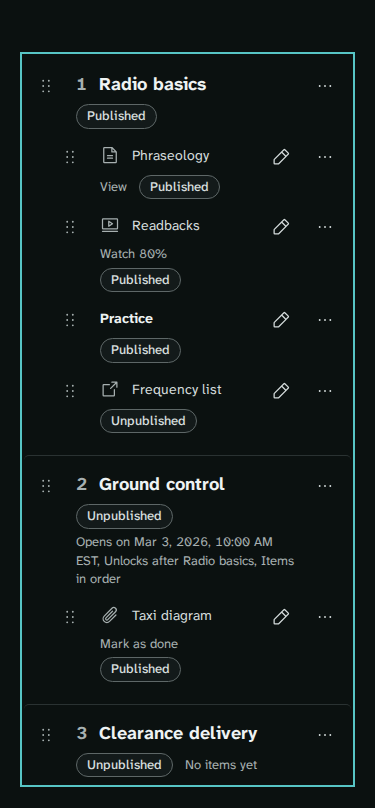 1 Radio basics
Published
Phraseology
View Published
Readbacks
Watch 80%
Published
Practice
Published
Frequency list
Unpublished
2 Ground control
Unpublished
Opens on Mar 3, 2026, 10:00 AM
EST, Unlocks after Radio basics, Items
in order
Taxi diagram
Mark as done
Published
3 Clearance delivery
Unpublished No items yet